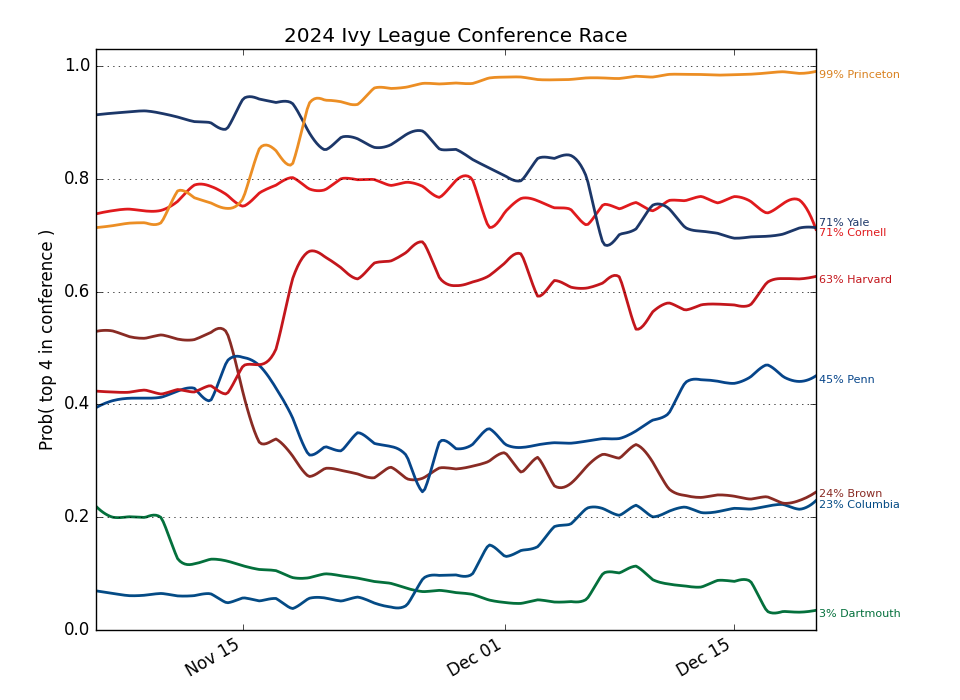 2024 Ivy League Conference Race
Prob( top 4 in conference )
1.0
0.8
0.6
0.4
0.2
0.0
Nov 15
Dec 01
Dec 15
99% Princeton
71% Yale
71% Cornell
63% Harvard
45% Penn
24% Brown
23% Columbia
3% Dartmouth